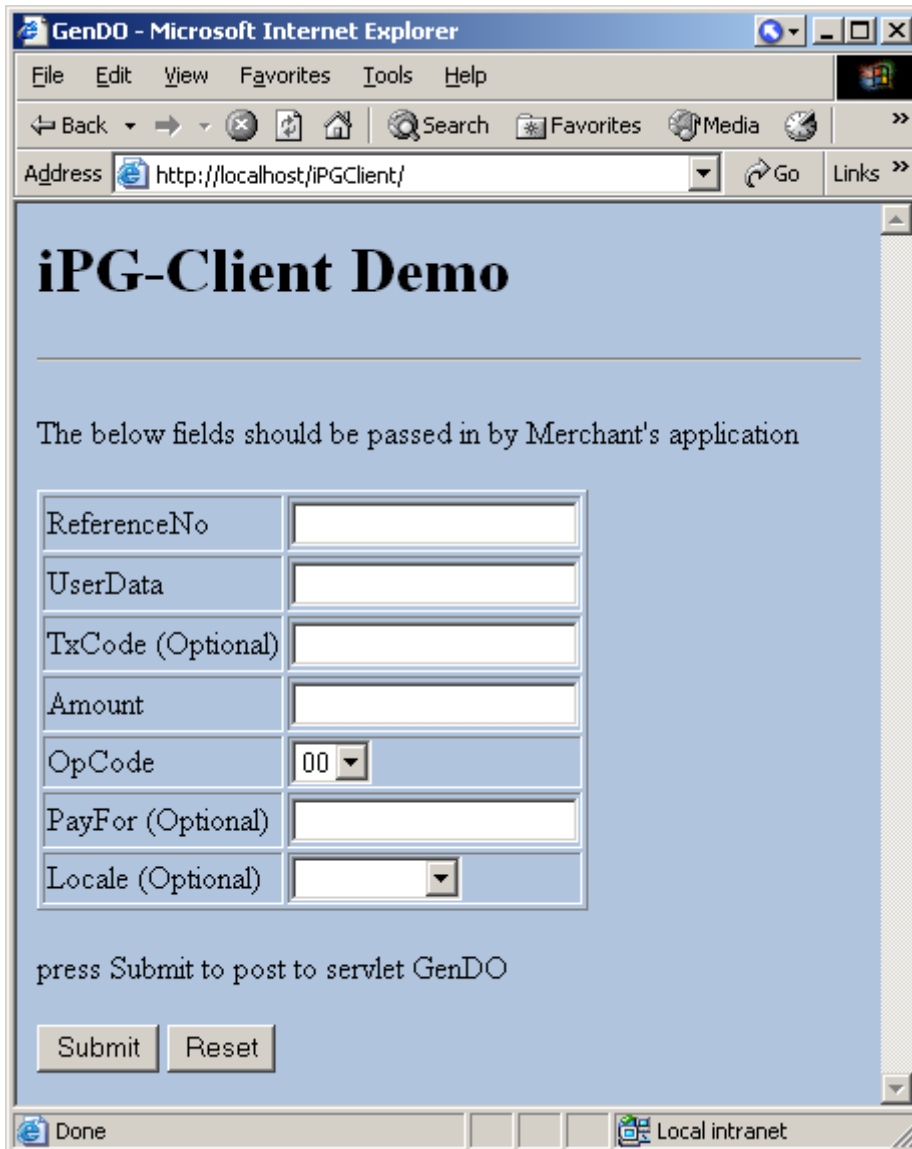 GenDO - Microsoft Internet Explorer
File Edit View Favorites Tools Help
Back Search Favorites Media »
Address http://localhost/iPGClient/ Go Links »
iPG-Client Demo
The below fields should be passed in by Merchant's application
ReferenceNo
UserData
TxCode (Optional)
Amount
OpCode 00
PayFor (Optional)
Locale (Optional)
press Submit to post to servlet GenDO
Submit Reset
Done Local intranet